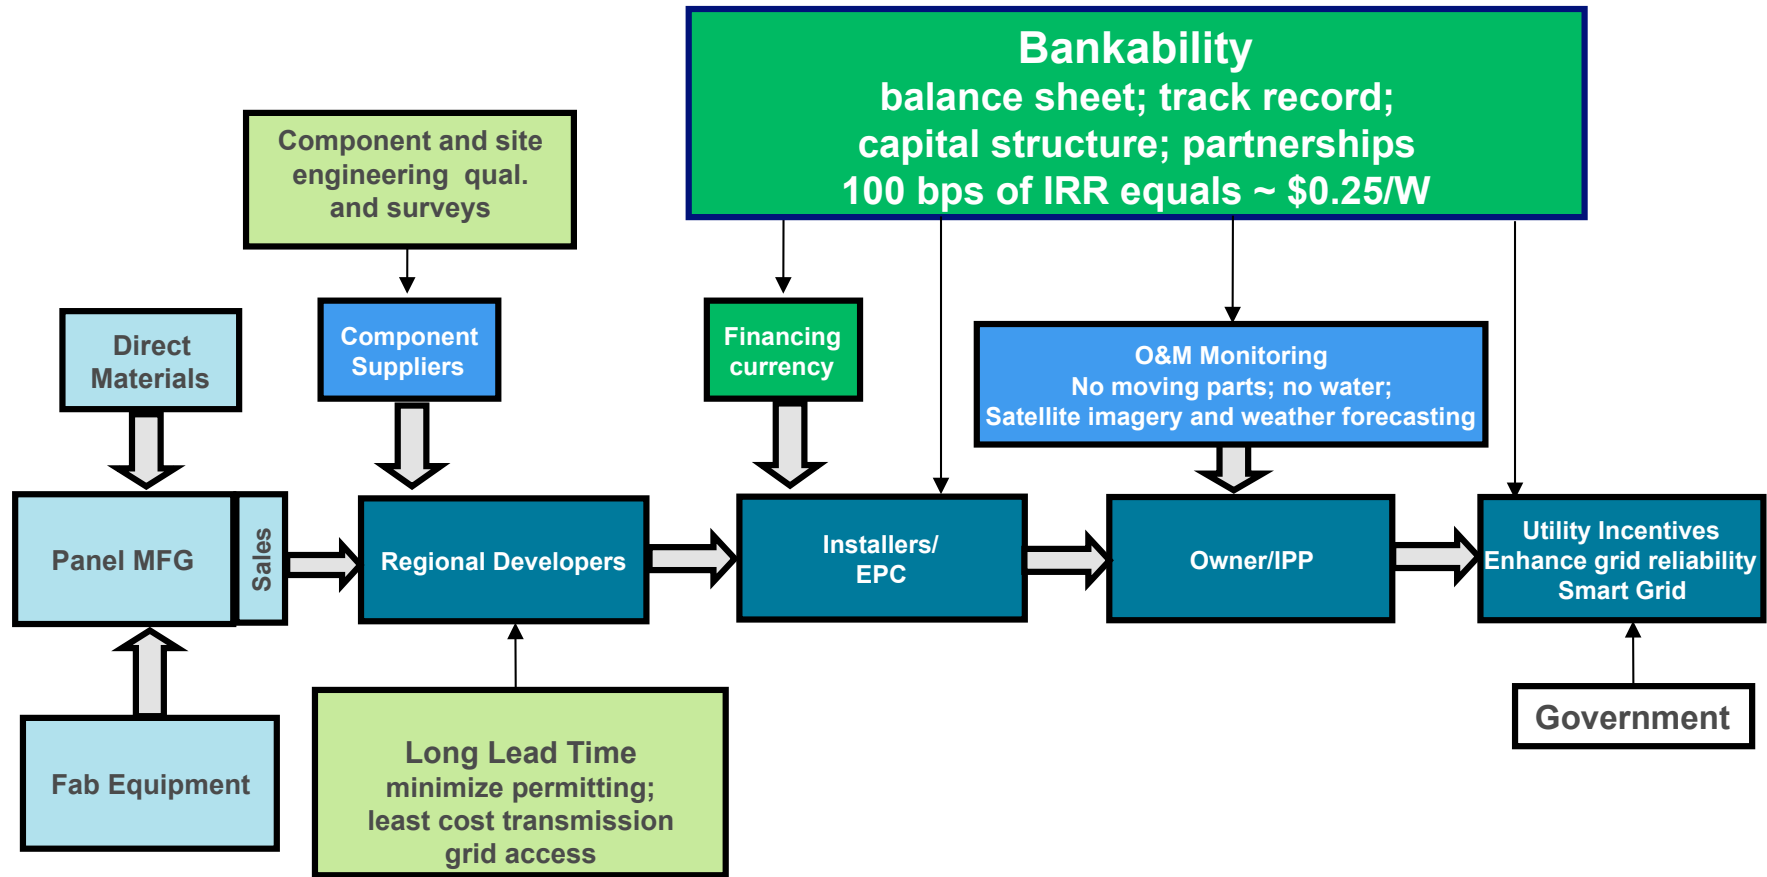 Bankability
balance sheet; track record;
capital structure; partnerships
100 bps of IRR equals ~ $0.25/W
Component and site
engineering qual.
and surveys
Direct
Materials
Component
Suppliers
Financing
currency
O&M Monitoring
No moving parts; no water;
Satellite imagery and weather forecasting
Panel MFG
Sales
Regional Developers
Installers/
EPC
Owner/IPP
Utility Incentives
Enhance grid reliability
Smart Grid
Fab Equipment
Long Lead Time
minimize permitting;
least cost transmission
grid access
Government